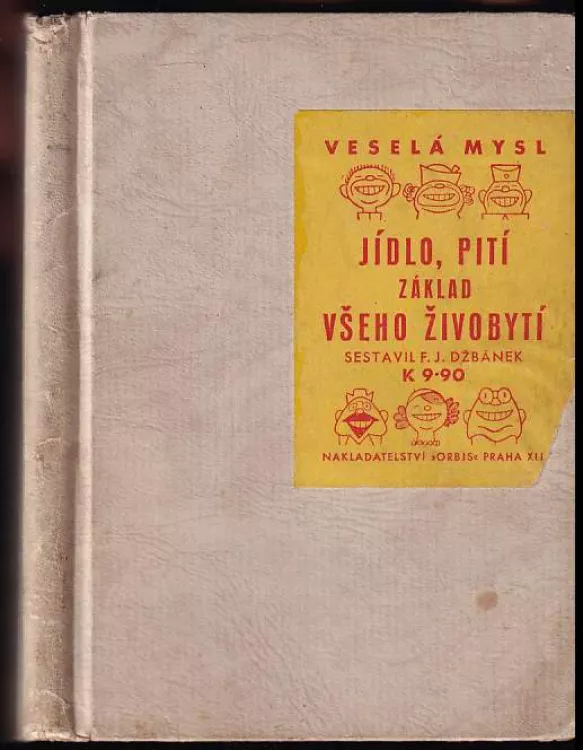 VESELÁ MYSL
JÍDLO, PITÍ
ZÁKLAD
VŠEHO ŽIVOBYTÍ
SESTAVIL F. J. DŽBÁNEK
K 9·90
NAKLADATELSTVÍ »ORBIS« PRAHA XII